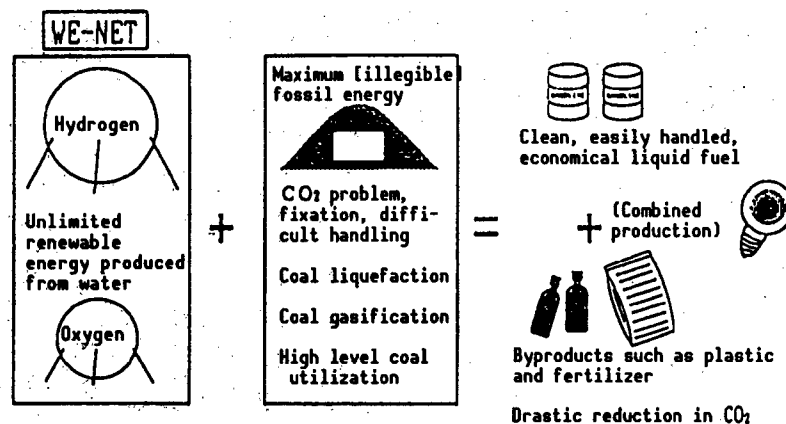 WE-NET
Hydrogen
Unlimited
renewable
energy produced
from water
Oxygen
+
Maximum [illegible]
fossil energy
CO₂ problem,
fixation, diffi-
cult handling
Coal liquefaction
Coal gasification
High level coal
utilization
=
Clean, easily handled,
economical liquid fuel
+ (Combined
production)
Byproducts such as plastic
and fertilizer
Drastic reduction in CO₂